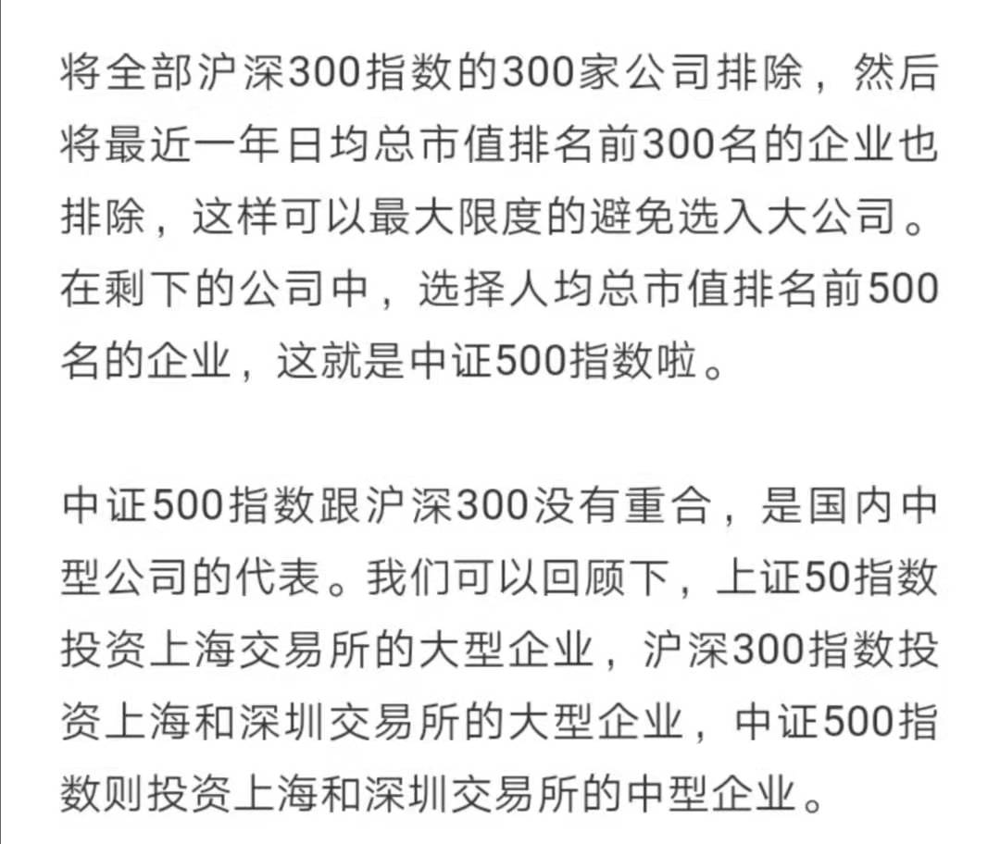 将全部沪深300指数的300家公司排除，然后
将最近一年日均总市值排名前300名的企业也
排除，这样可以最大限度的避免选入大公司。
在剩下的公司中，选择人均总市值排名前500
名的企业，这就是中证500指数啦。
中证500指数跟沪深300没有重合，是国内中
型公司的代表。我们可以回顾下，上证50指数
投资上海交易所的大型企业，沪深300指数投
资上海和深圳交易所的大型企业，中证500指
数则投资上海和深圳交易所的中型企业。